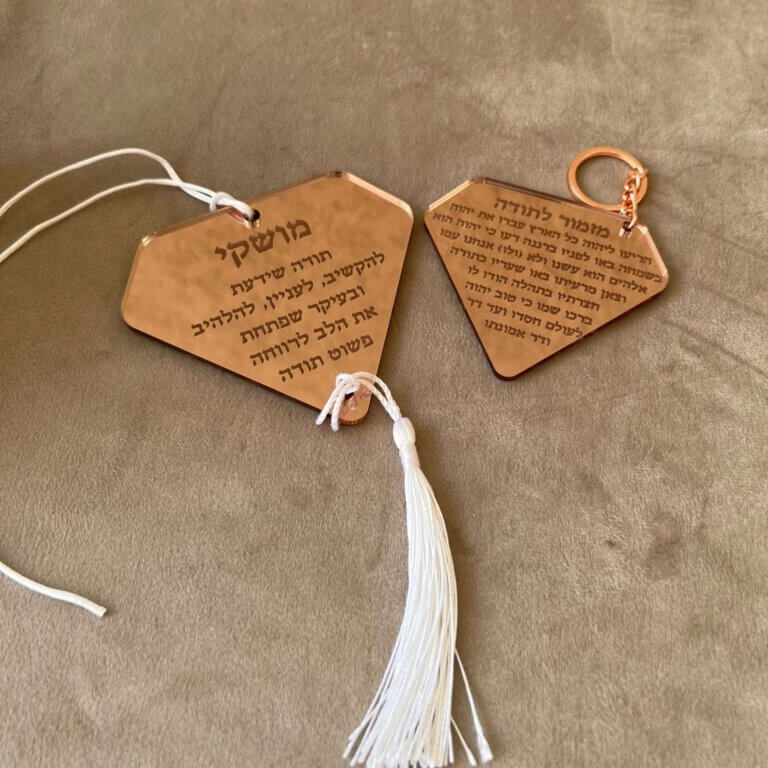 מושקי
תודה שידעת
להקשיב, לעניין, להלהיב
ובעיקר שפתחת
את הלב לרווחה
פשוט תודה
מזמור לתודה
הריעו ליהוה כל הארץ עבדו את יהוה
בשמחה באו לפניו ברננה דעו כי יהוה הוא
אלהים הוא עשנו ולא (ולו) אנחנו עמו
וצאן מרעיתו באו שעריו בתודה
חצרתיו בתהלה הודו לו
ברכו שמו כי טוב יהוה
לעולם חסדו ועד דר
ודר אמונתו